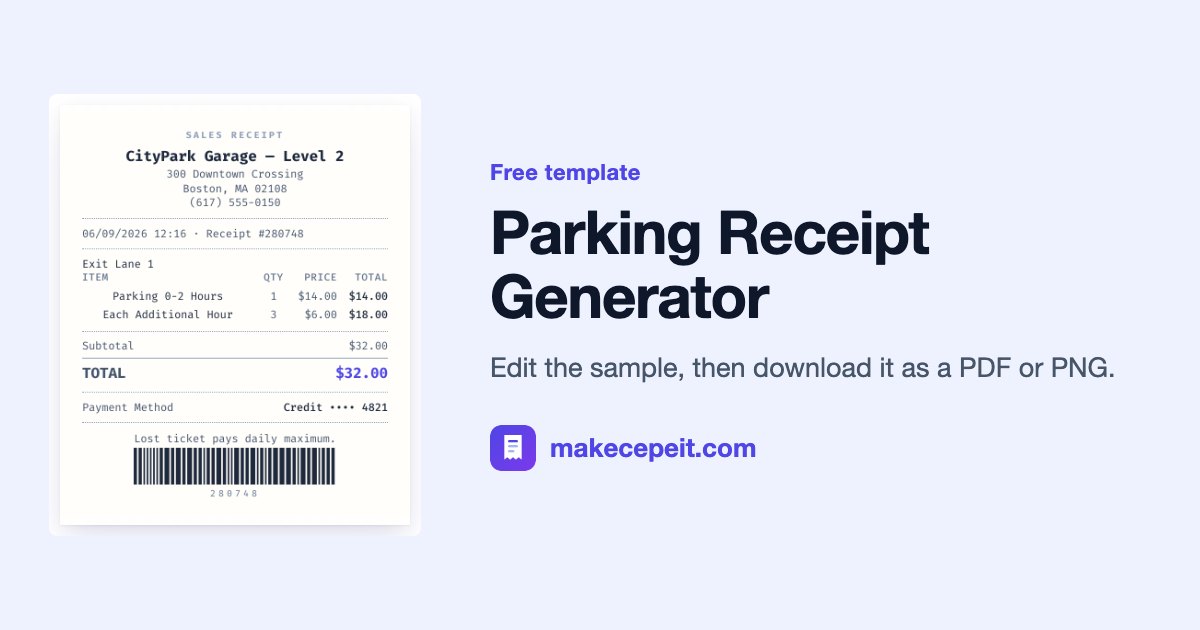 SALES RECEIPT
CityPark Garage — Level 2
300 Downtown Crossing
Boston, MA 02108
(617) 555-0150
06/09/2026 12:16 · Receipt #280748
Exit Lane 1
ITEM QTY PRICE TOTAL
Parking 0-2 Hours 1 $14.00 $14.00
Each Additional Hour 3 $6.00 $18.00
Subtotal $32.00
TOTAL $32.00
Payment Method Credit •••• 4821
Lost ticket pays daily maximum.
280748
Free template
Parking Receipt
Generator
Edit the sample, then download it as a PDF or PNG.
makecepeit.com